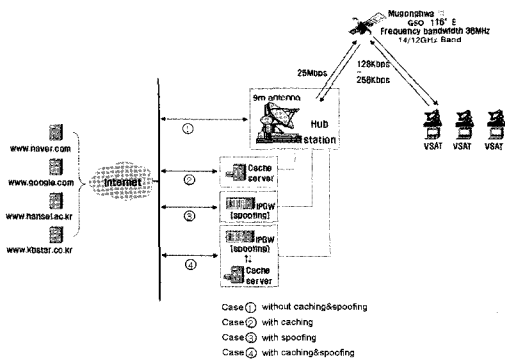 Mugonghwa
GSO 116° E
Frequency bandwidth 36MHz
14/12GHz Band
25Mbps
128Kbps
~
256Kbps
9m antenna
Hub
station
VSAT VSAT VSAT
①
www.naver.com
www.google.com
www.hansei.ac.kr
www.kbstar.co.kr
Internet
②
Cache
server
③
IPGW
(spoofing)
④
IPGW
(spoofing)
Cache
server
Case① without caching&spoofing
Case② with caching
Case③ with spoofing
Case④ with caching&spoofing